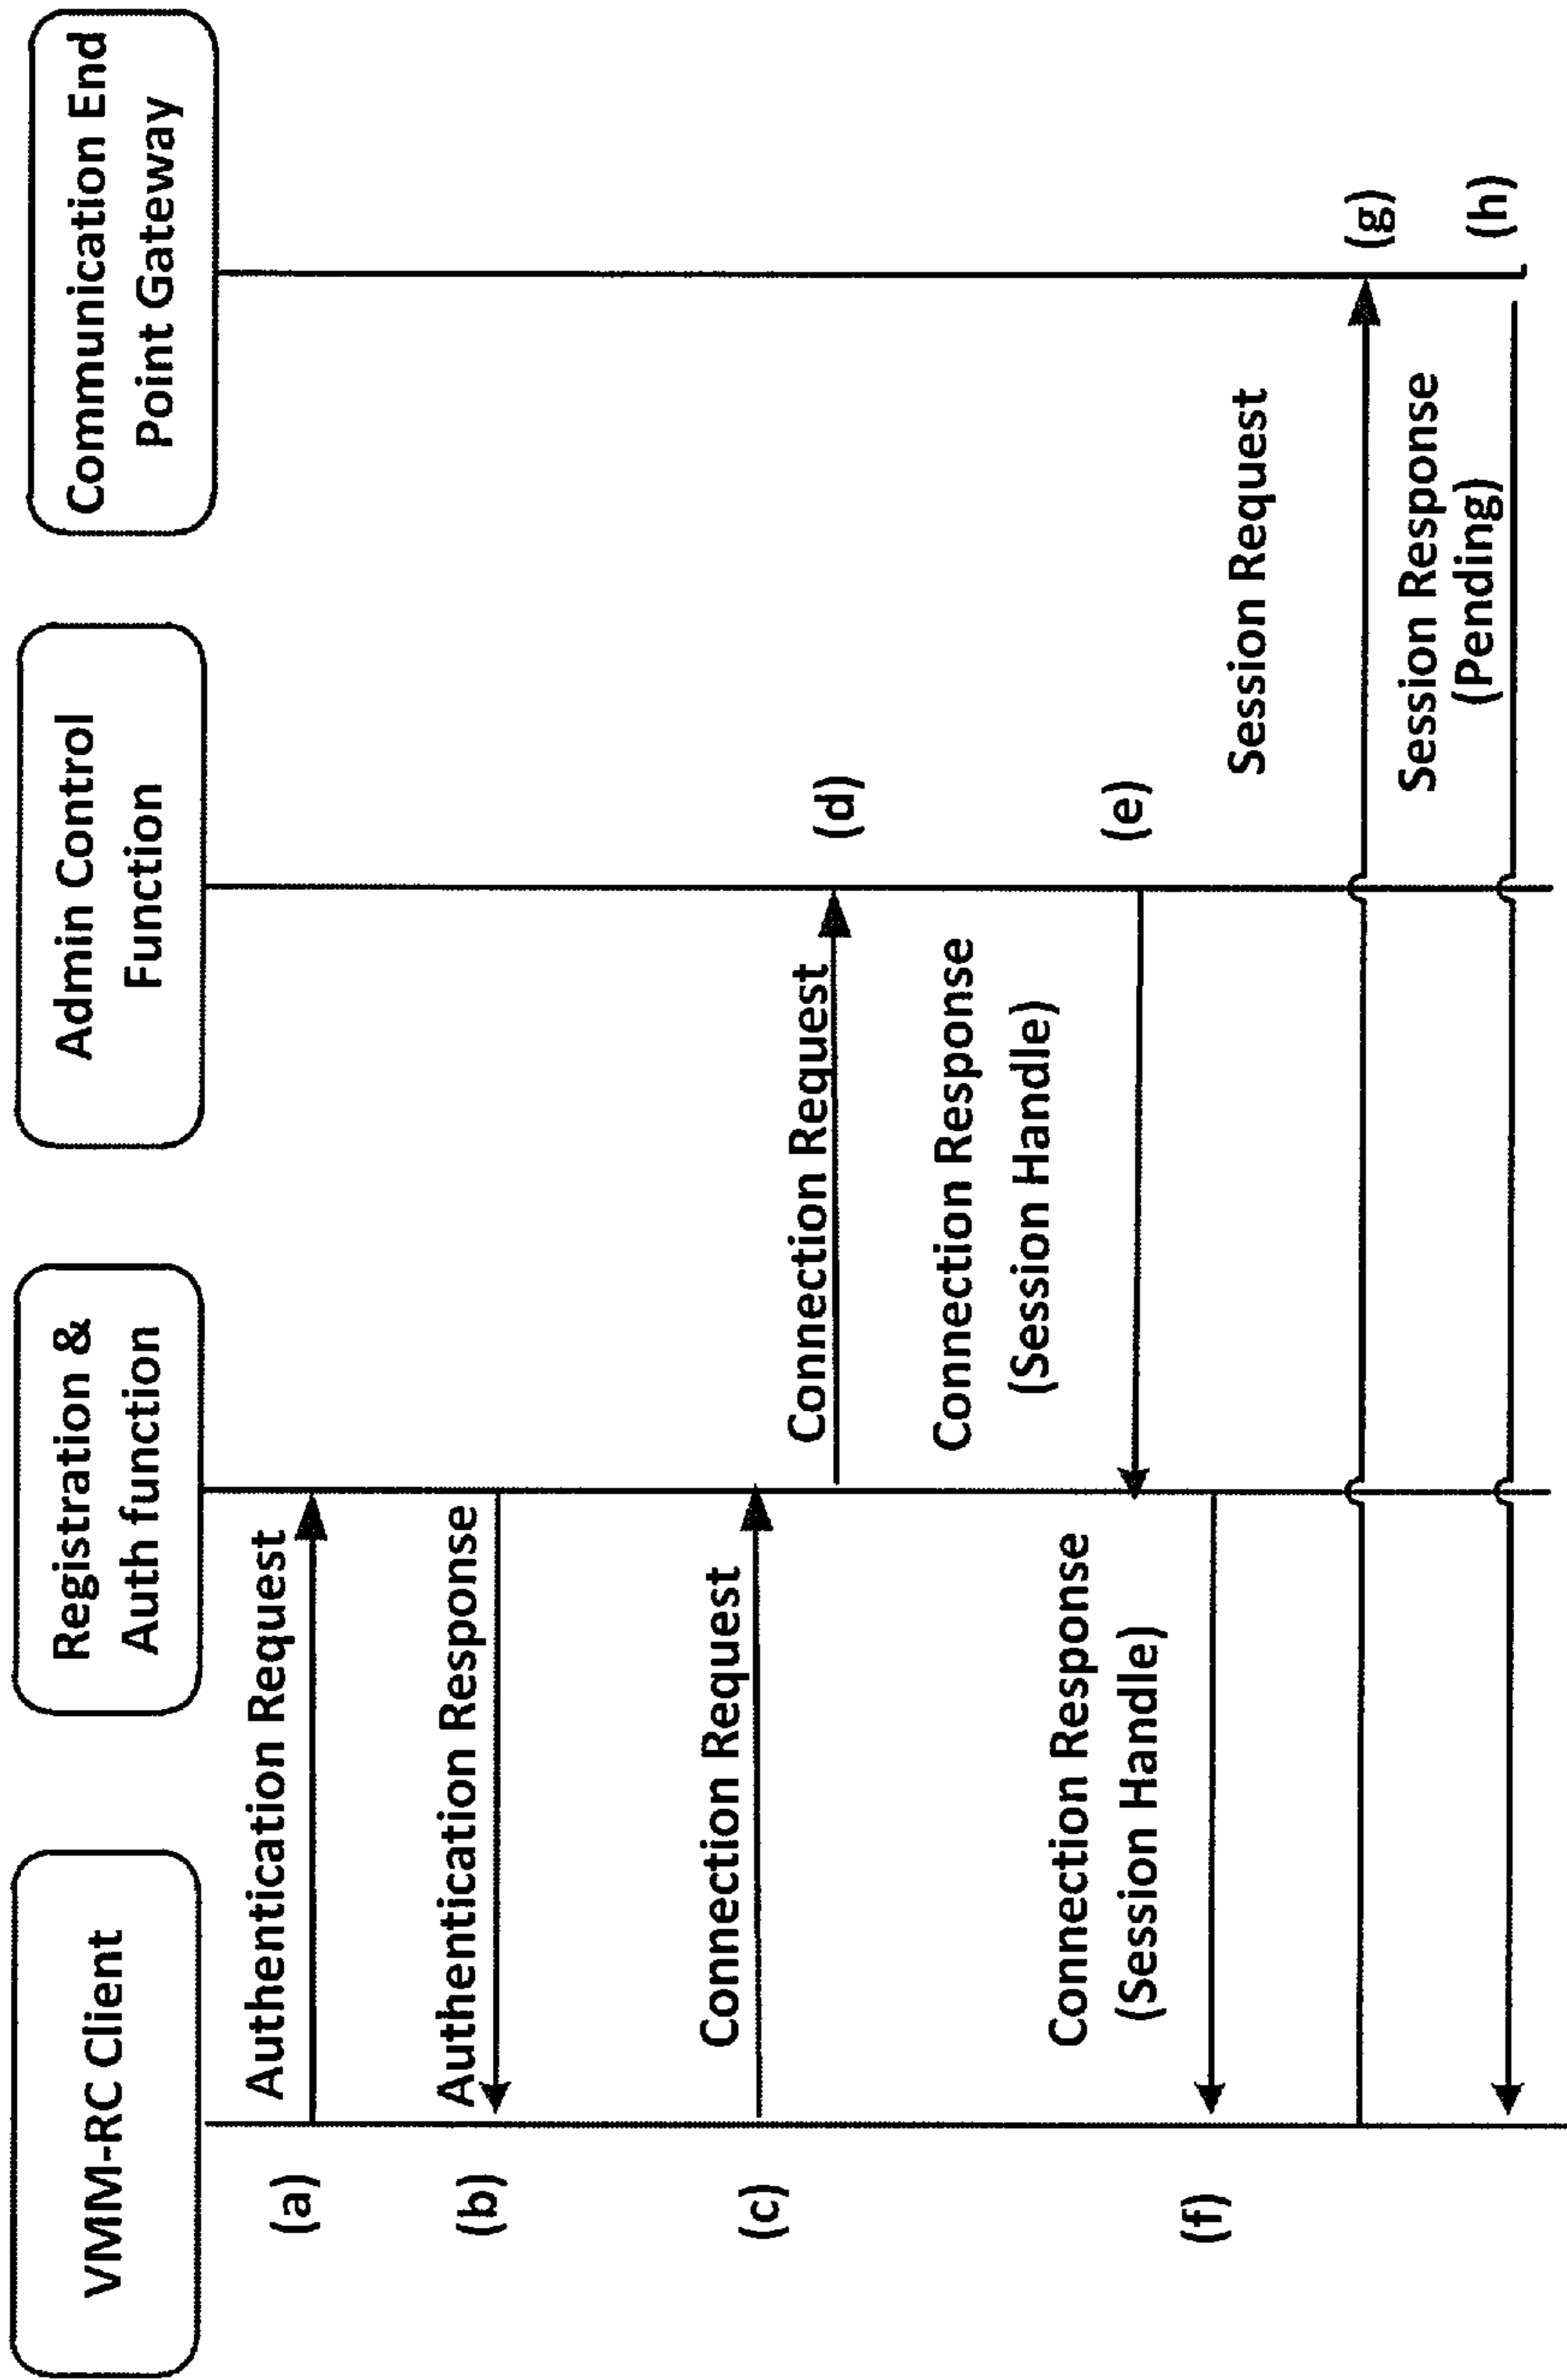 VMM-RC Client
Registration &
Auth function
Admin Control
Function
Communication End
Point Gateway
(a)
Authentication Request
(b)
Authentication Response
(c)
Connection Request
Connection Request
(d)
Connection Response
(Session Handle)
(e)
(f)
Connection Response
(Session Handle)
Session Request
(g)
Session Response
(Pending)
(h)